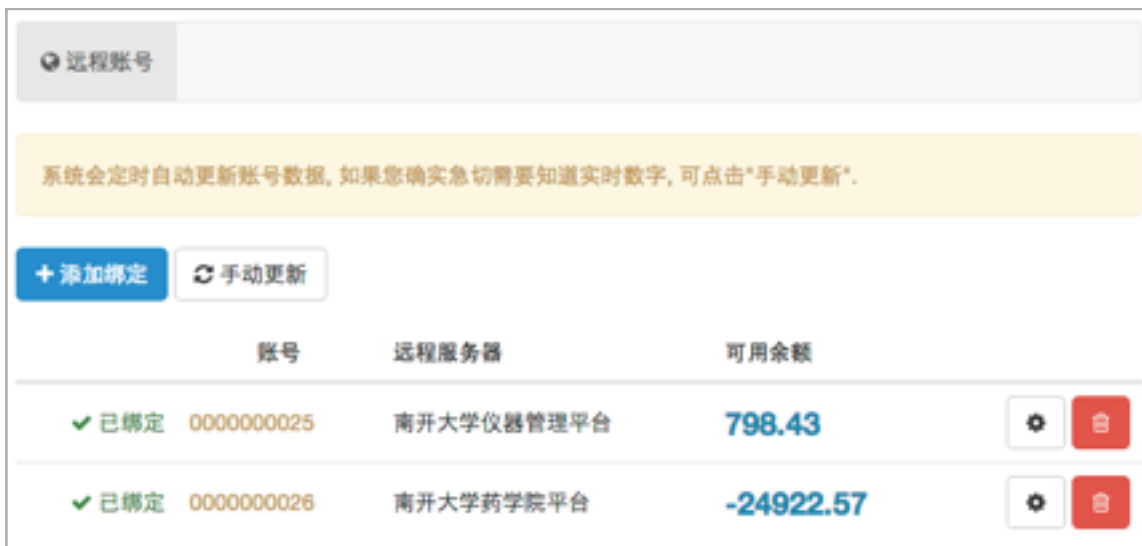 远程账号
系统会定时自动更新账号数据, 如果您确实急切需要知道实时数字, 可点击"手动更新".
添加绑定 手动更新
账号 远程服务器 可用余额
已绑定 0000000025 南开大学仪器管理平台 798.43
已绑定 0000000026 南开大学药学院平台 -24922.57